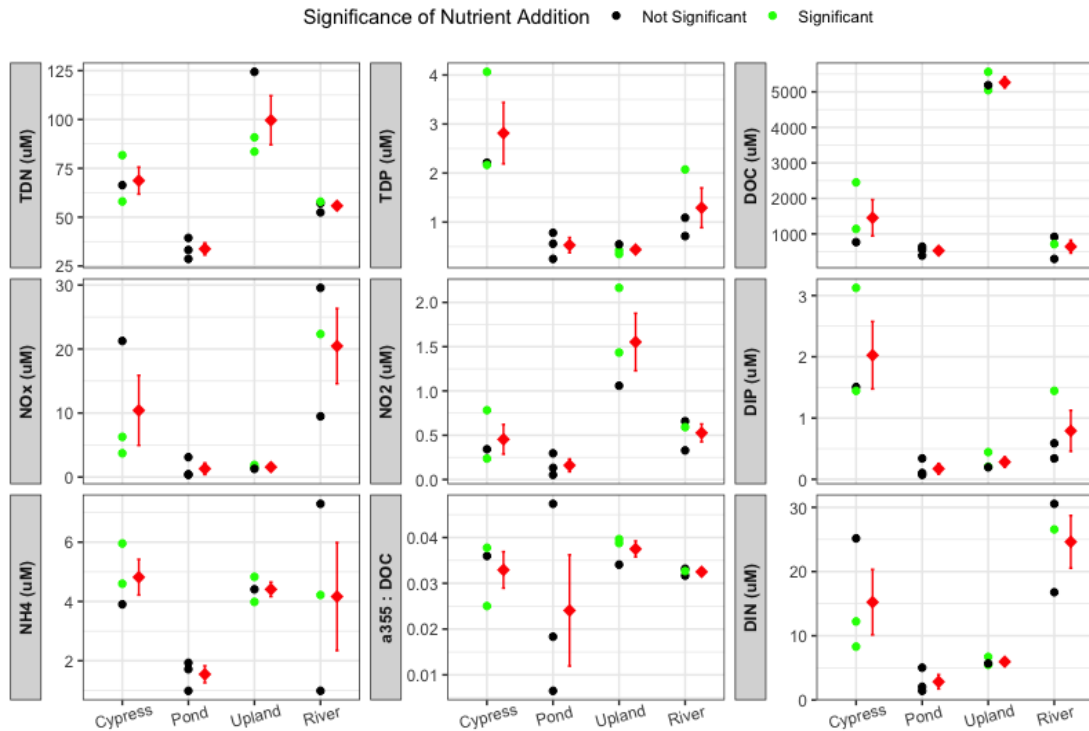 Significance of Nutrient Addition Not Significant Significant
TDN (uM)
125
100
75
50
25
TDP (uM)
4
3
2
1
DOC (uM)
5000
4000
3000
2000
1000
NOx (uM)
30
20
10
0
NO2 (uM)
2.0
1.5
1.0
0.5
0.0
DIP (uM)
3
2
1
0
NH4 (uM)
6
4
2
a355 : DOC
0.04
0.03
0.02
0.01
DIN (uM)
30
20
10
0
Cypress Pond Upland River
Cypress Pond Upland River
Cypress Pond Upland River